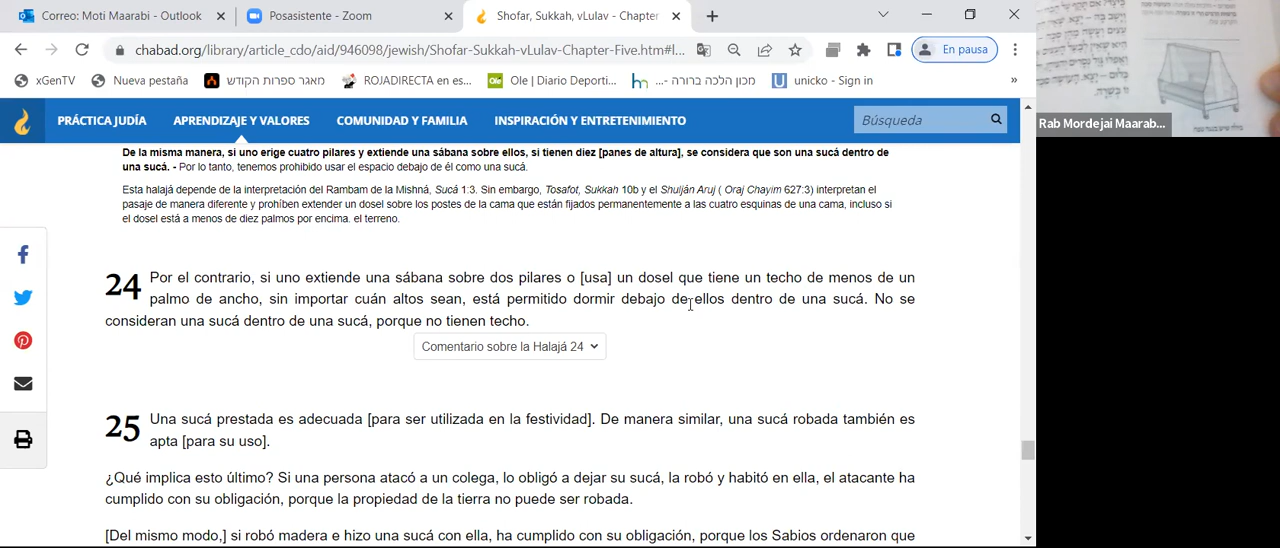 Correo: Moti Maarabi - Outlook
Posasistente - Zoom
Shofar, Sukkah, vLulav - Chapter
chabad.org/library/article_cdo/aid/946098/jewish/Shofar-Sukkah-vLulav-Chapter-Five.htm#l...
En pausa
xGenTV
Nueva pestaña
מאגר ספרות הקודש
ROJADIRECTA en es...
Ole | Diario Deporti...
מכון הלכה ברורה -...
unicko - Sign in
»
PRÁCTICA JUDÍA
APRENDIZAJE Y VALORES
COMUNIDAD Y FAMILIA
INSPIRACIÓN Y ENTRETENIMIENTO
Búsqueda
Rab Mordejai Maarab...
De la misma manera, si uno erige cuatro pilares y extiende una sábana sobre ellos, si tienen diez [panes de altura], se considera que son una sucá dentro de
una sucá. - Por lo tanto, tenemos prohibido usar el espacio debajo de él como una sucá.
Esta halajá depende de la interpretación del Rambam de la Mishná, Sucá 1:3. Sin embargo, Tosafot, Sukkah 10b y el Shulján Aruj ( Oraj Chayim 627:3) interpretan el
pasaje de manera diferente y prohíben extender un dosel sobre los postes de la cama que están fijados permanentemente a las cuatro esquinas de una cama, incluso si
el dosel está a menos de diez palmos por encima. el terreno.
24 Por el contrario, si uno extiende una sábana sobre dos pilares o [usa] un dosel que tiene un techo de menos de un
palmo de ancho, sin importar cuán altos sean, está permitido dormir debajo de ellos dentro de una sucá. No se
consideran una sucá dentro de una sucá, porque no tienen techo.
Comentario sobre la Halajá 24
25 Una sucá prestada es adecuada [para ser utilizada en la festividad]. De manera similar, una sucá robada también es
apta [para su uso].
¿Qué implica esto último? Si una persona atacó a un colega, lo obligó a dejar su sucá, la robó y habitó en ella, el atacante ha
cumplido con su obligación, porque la propiedad de la tierra no puede ser robada.
[Del mismo modo,] si robó madera e hizo una sucá con ella, ha cumplido con su obligación, porque los Sabios ordenaron que